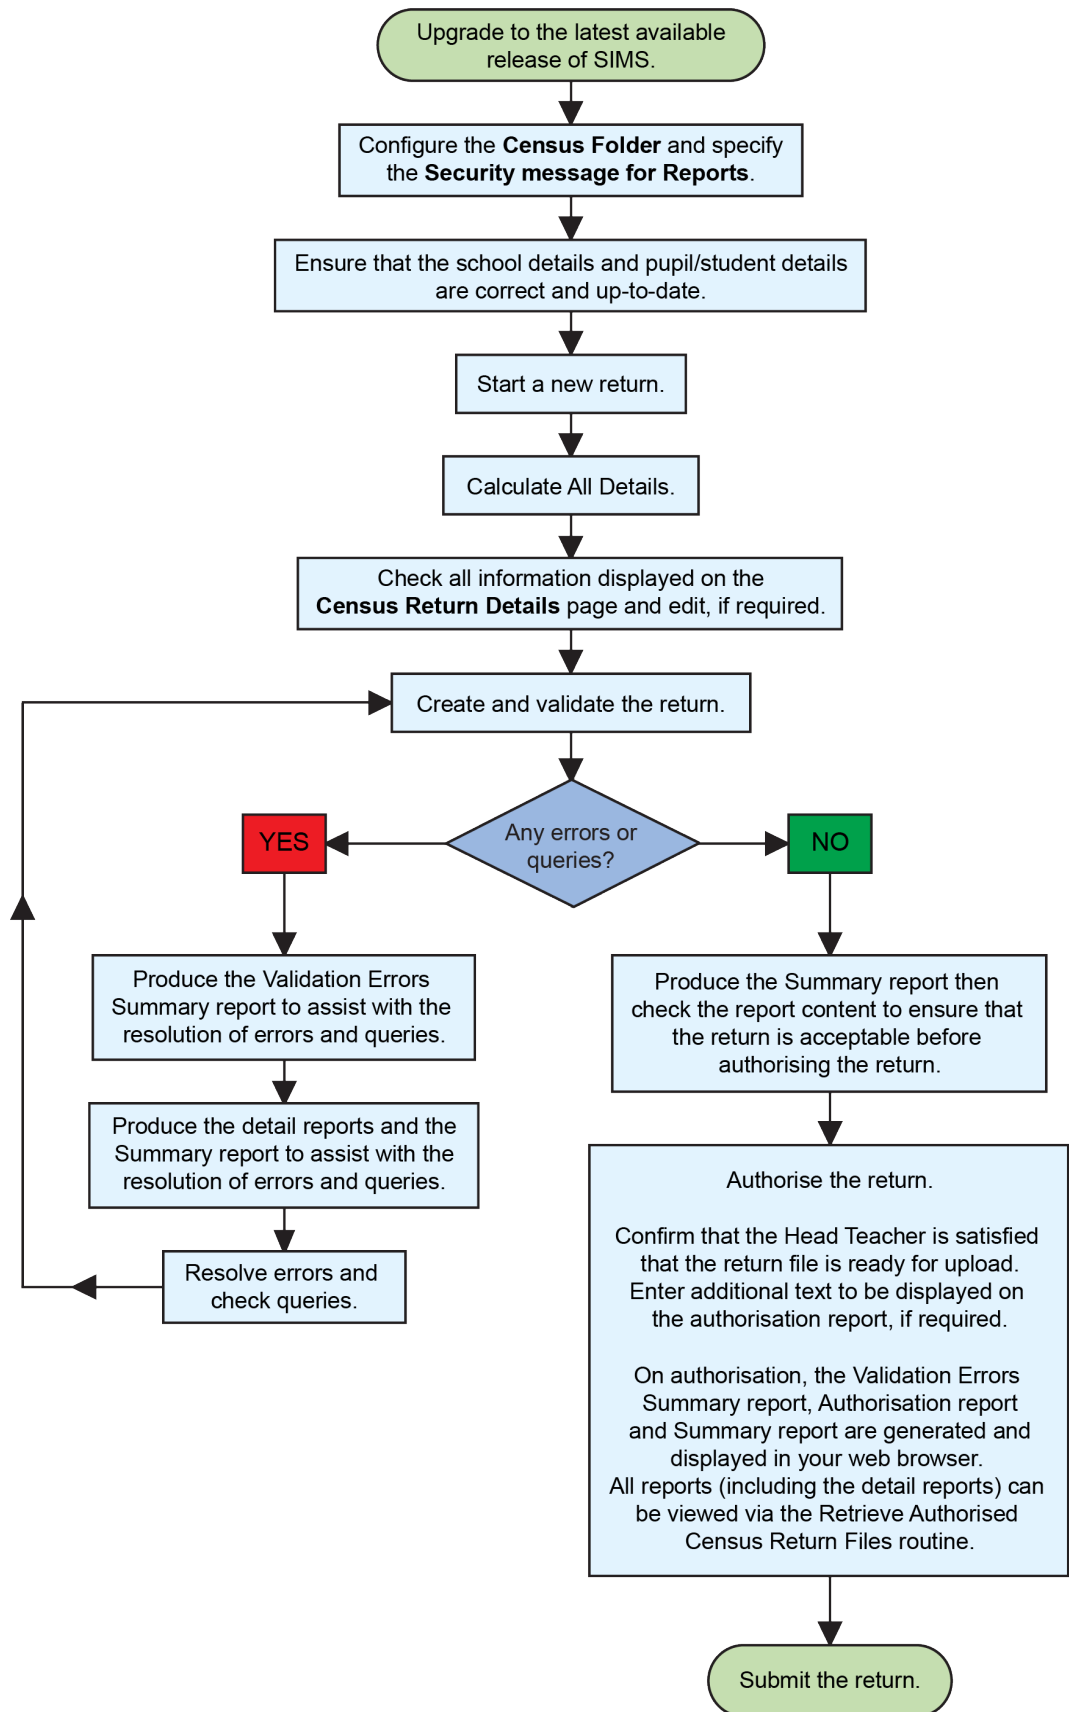 Upgrade to the latest available
release of SIMS.
Configure the Census Folder and specify
the Security message for Reports.
Ensure that the school details and pupil/student details
are correct and up-to-date.
Start a new return.
Calculate All Details.
Check all information displayed on the
Census Return Details page and edit, if required.
Create and validate the return.
Any errors or
queries?
YES
NO
Produce the Validation Errors
Summary report to assist with the
resolution of errors and queries.
Produce the detail reports and the
Summary report to assist with the
resolution of errors and queries.
Resolve errors and
check queries.
Produce the Summary report then
check the report content to ensure that
the return is acceptable before
authorising the return.
Authorise the return.
Confirm that the Head Teacher is satisfied
that the return file is ready for upload.
Enter additional text to be displayed on
the authorisation report, if required.
On authorisation, the Validation Errors
Summary report, Authorisation report
and Summary report are generated and
displayed in your web browser.
All reports (including the detail reports) can
be viewed via the Retrieve Authorised
Census Return Files routine.
Submit the return.